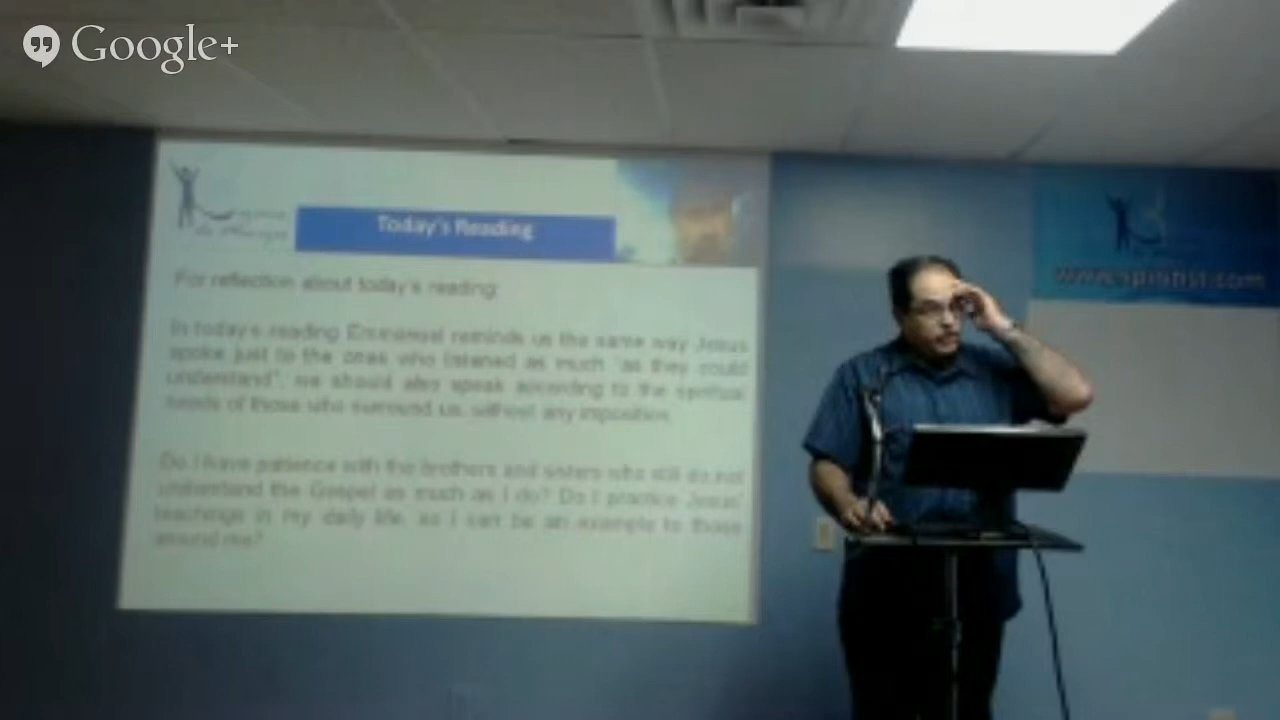 Google+
Today's Reading
For reflection about today's reading:
In today's reading Emmanuel reminds us the same way Jesus
spoke just to the ones who listened as much "as they could
understand", we should also speak according to the spiritual
needs of those who surround us, without any imposition.
Do I have patience with the brothers and sisters who still do not
understand the Gospel as much as I do? Do I practice Jesus'
teachings in my daily life, so I can be an example to those
around me?